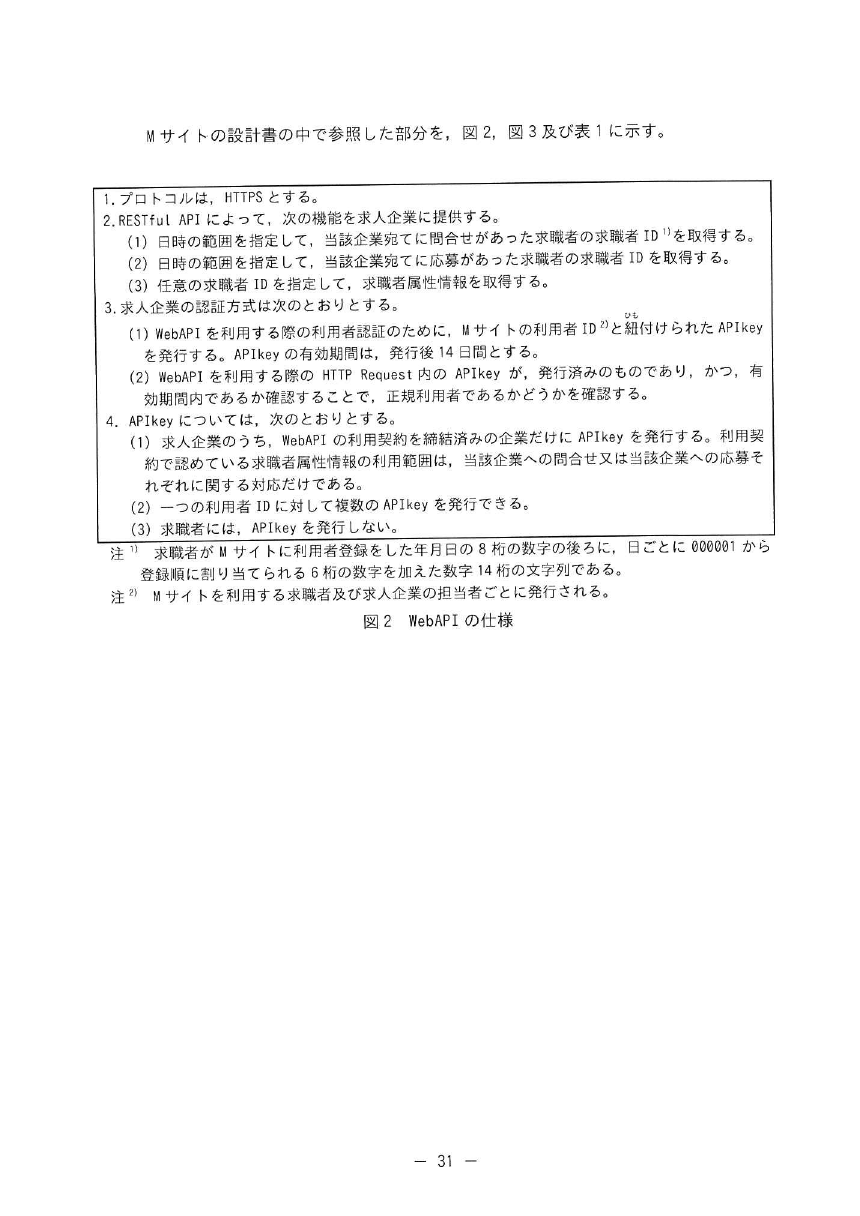 Mサイトの設計書の中で参照した部分を，図2，図3及び表1に示す。
1.プロトコルは，HTTPSとする。
2.RESTful APIによって，次の機能を求人企業に提供する。
(1) 日時の範囲を指定して，当該企業宛てに問合せがあった求職者の求職者ID 1)を取得する。
(2) 日時の範囲を指定して，当該企業宛てに応募があった求職者の求職者IDを取得する。
(3) 任意の求職者IDを指定して，求職者属性情報を取得する。
3.求人企業の認証方式は次のとおりとする。
ひも
(1) WebAPIを利用する際の利用者認証のために，Mサイトの利用者ID 2)と紐付けられたAPIkey
を発行する。APIkeyの有効期間は，発行後14日間とする。
(2) WebAPIを利用する際のHTTP Request内のAPIkeyが，発行済みのものであり，かつ，有
効期間内であるか確認することで，正規利用者であるかどうかを確認する。
4. APIkeyについては，次のとおりとする。
(1) 求人企業のうち，WebAPIの利用契約を締結済みの企業だけにAPIkeyを発行する。利用契
約で認めている求職者属性情報の利用範囲は，当該企業への問合せ又は当該企業への応募そ
れぞれに関する対応だけである。
(2) 一つの利用者IDに対して複数のAPIkeyを発行できる。
(3) 求職者には，APIkeyを発行しない。
注 1) 求職者がMサイトに利用者登録をした年月日の8桁の数字の後ろに，日ごとに000001から
登録順に割り当てられる6桁の数字を加えた数字14桁の文字列である。
注 2) Mサイトを利用する求職者及び求人企業の担当者ごとに発行される。
図2 WebAPIの仕様
― 31 ―